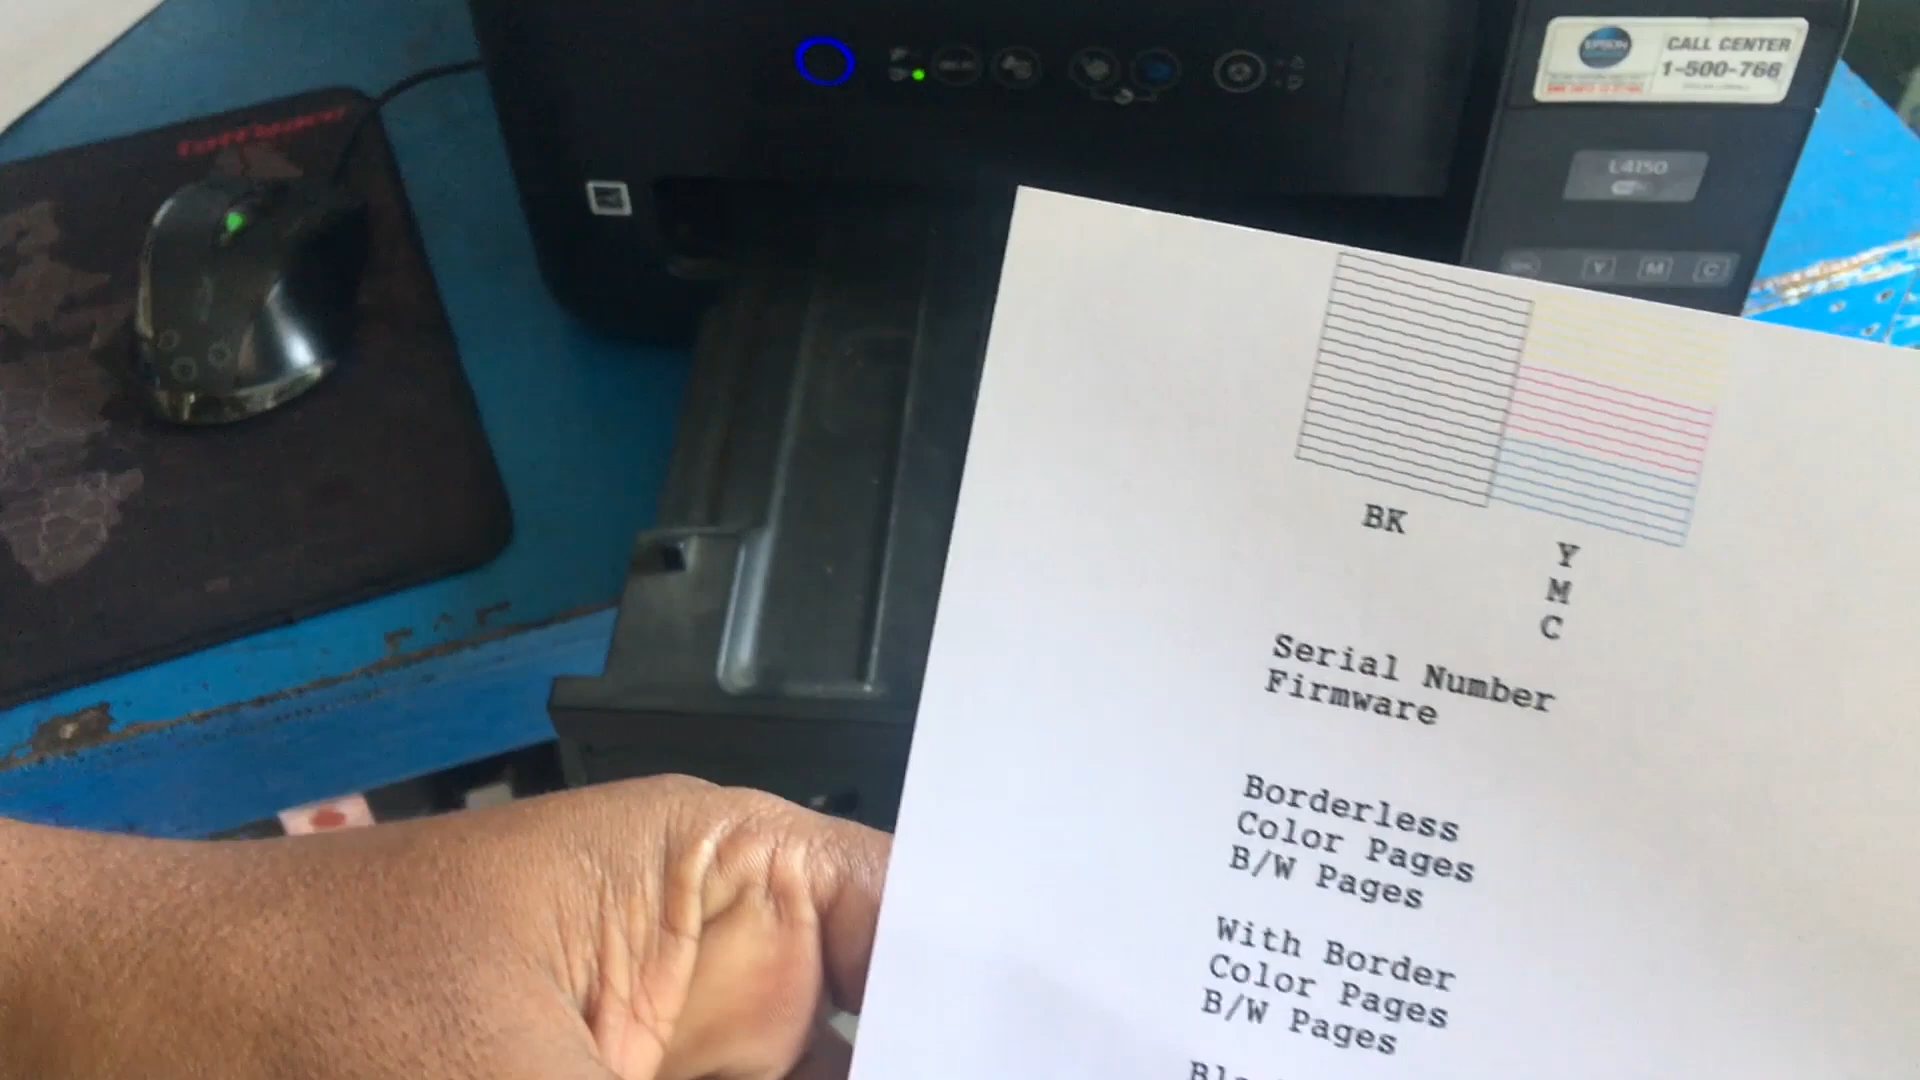 EPSON
CALL CENTER
1-500-766
L4150
Y M C
BK
Y
M
C
Serial Number
Firmware
Borderless
Color Pages
B/W Pages
With Border
Color Pages
B/W Pages